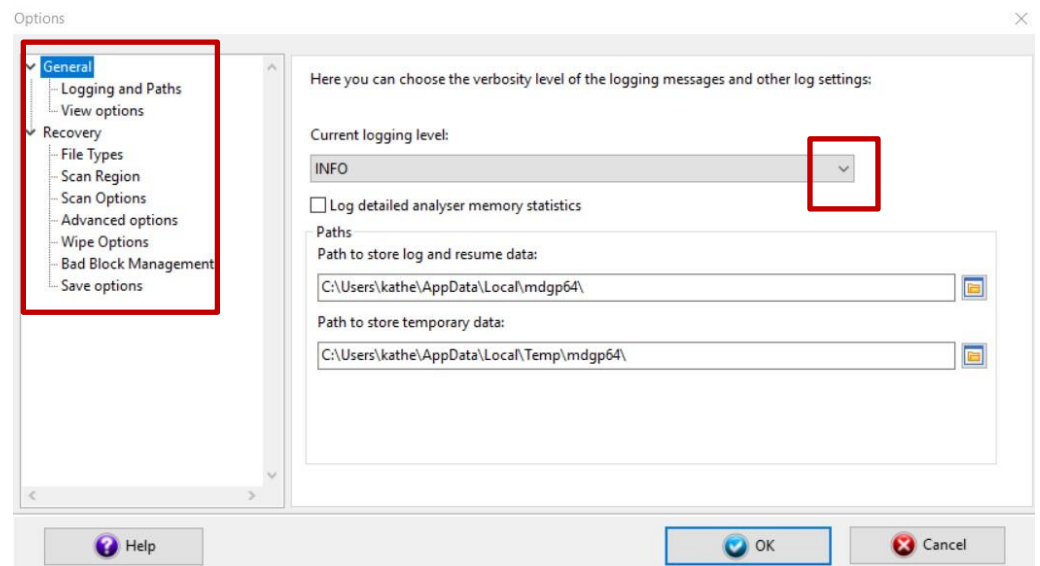 Options
General
Logging and Paths
View options
Recovery
File Types
Scan Region
Scan Options
Advanced options
Wipe Options
Bad Block Management
Save options
Here you can choose the verbosity level of the logging messages and other log settings:
Current logging level:
INFO
Log detailed analyser memory statistics
Paths
Path to store log and resume data:
C:\Users\kathe\AppData\Local\mdgp64\
Path to store temporary data:
C:\Users\kathe\AppData\Local\Temp\mdgp64\
Help
OK
Cancel